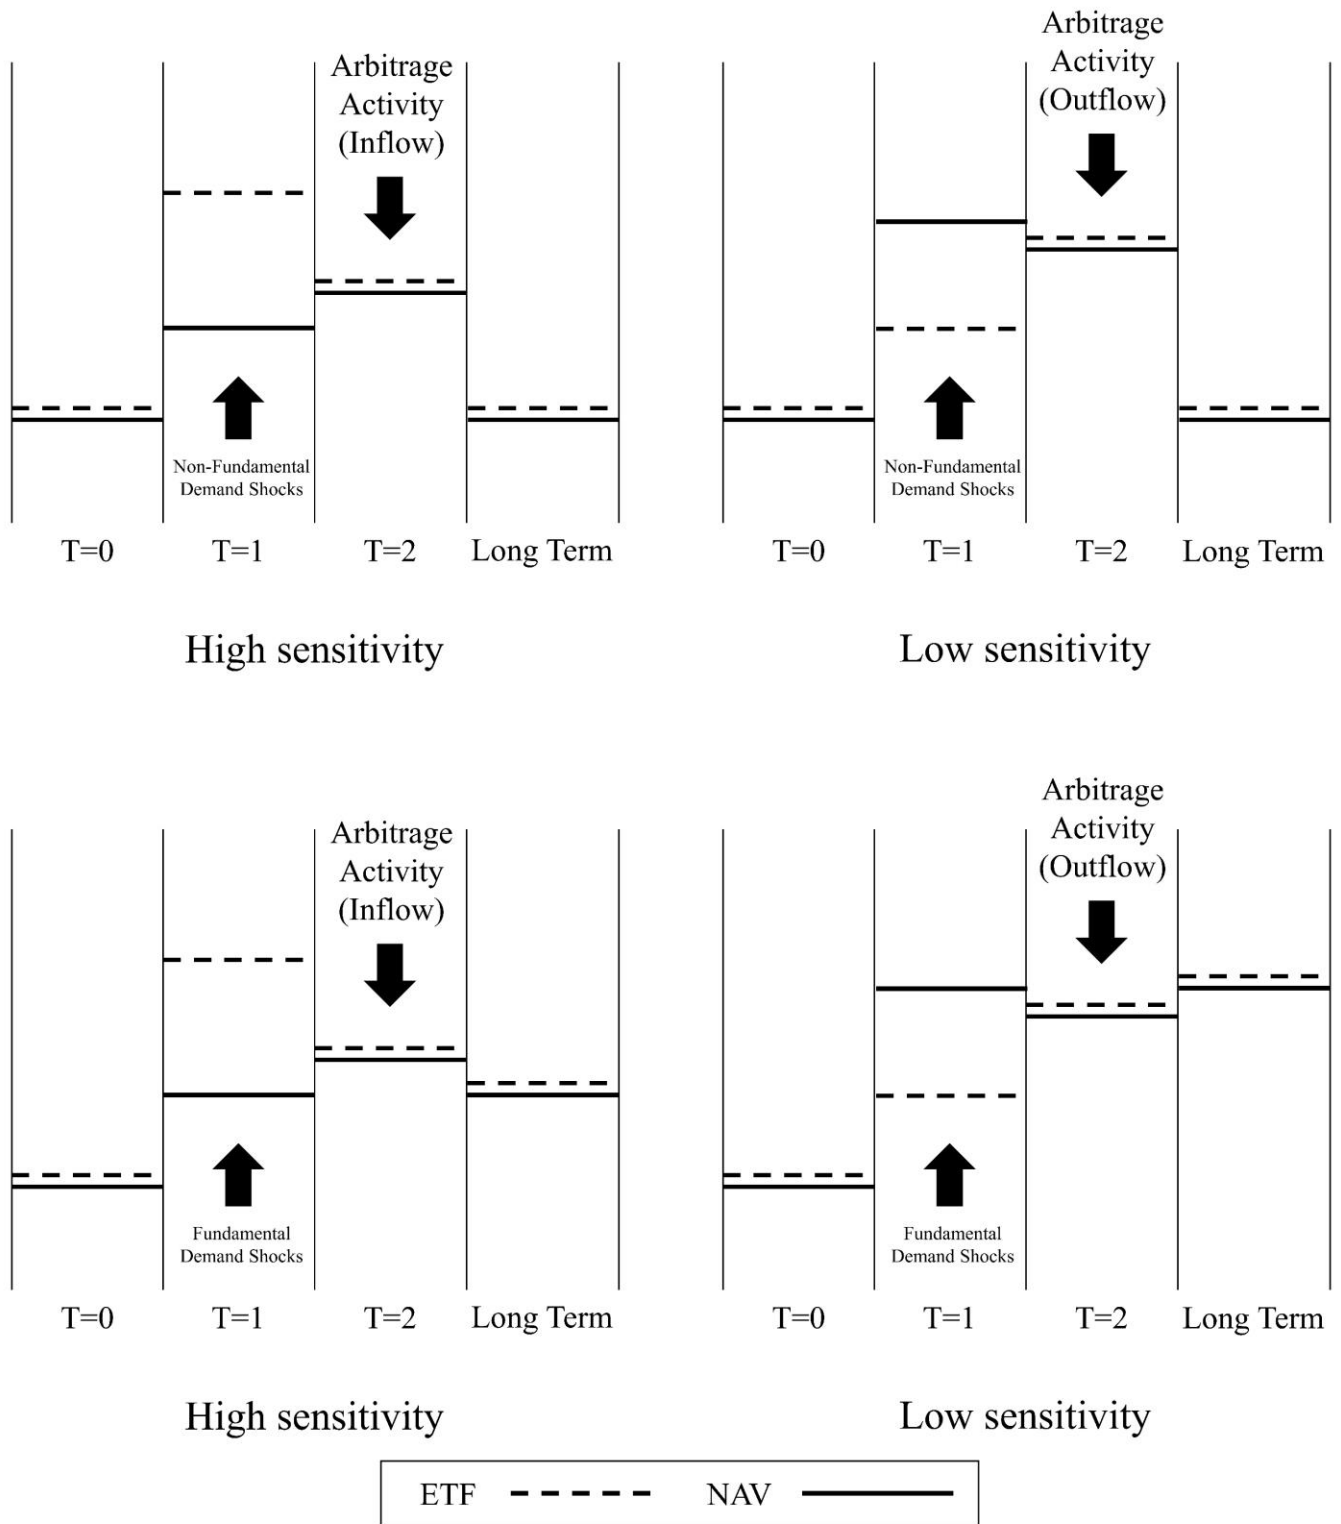 Arbitrage
Activity
(Inflow)
Non-Fundamental
Demand Shocks
T=0 T=1 T=2 Long Term
High sensitivity
Arbitrage
Activity
(Outflow)
Non-Fundamental
Demand Shocks
T=0 T=1 T=2 Long Term
Low sensitivity
Arbitrage
Activity
(Inflow)
Fundamental
Demand Shocks
T=0 T=1 T=2 Long Term
High sensitivity
Arbitrage
Activity
(Outflow)
Fundamental
Demand Shocks
T=0 T=1 T=2 Long Term
Low sensitivity
ETF NAV